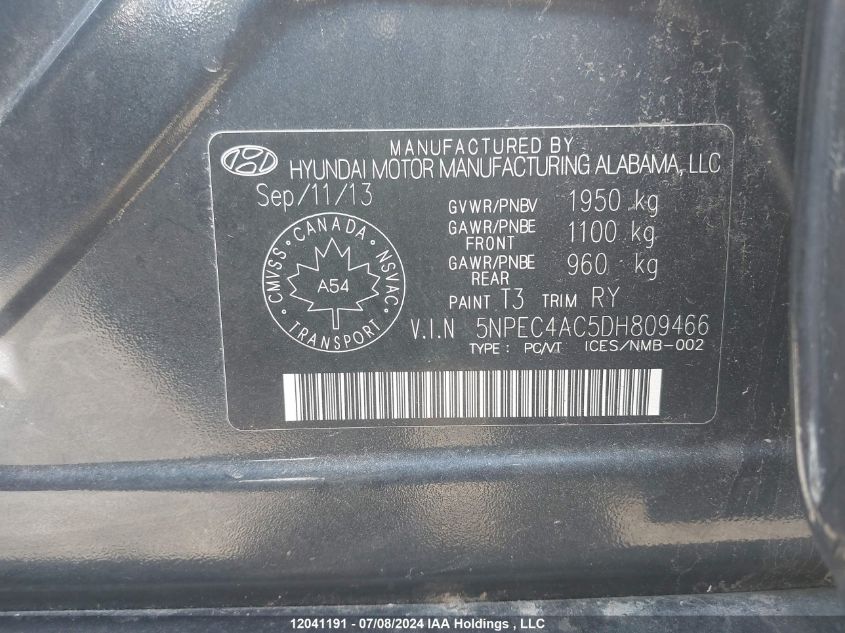 MANUFACTURED BY
HYUNDAI MOTOR MANUFACTURING ALABAMA, LLC
Sep/11/13
GVWR/PNBV 1950 kg
GAWR/PNBE FRONT 1100 kg
GAWR/PNBE REAR 960 kg
PAINT T3 TRIM RY
CMVSS · CANADA · NSVAC · TRANSPORT ·
A54
V.I.N 5NPEC4AC5DH809466
TYPE : PC/VT ICES/NMB-002
12041191 - 07/08/2024 IAA Holdings , LLC